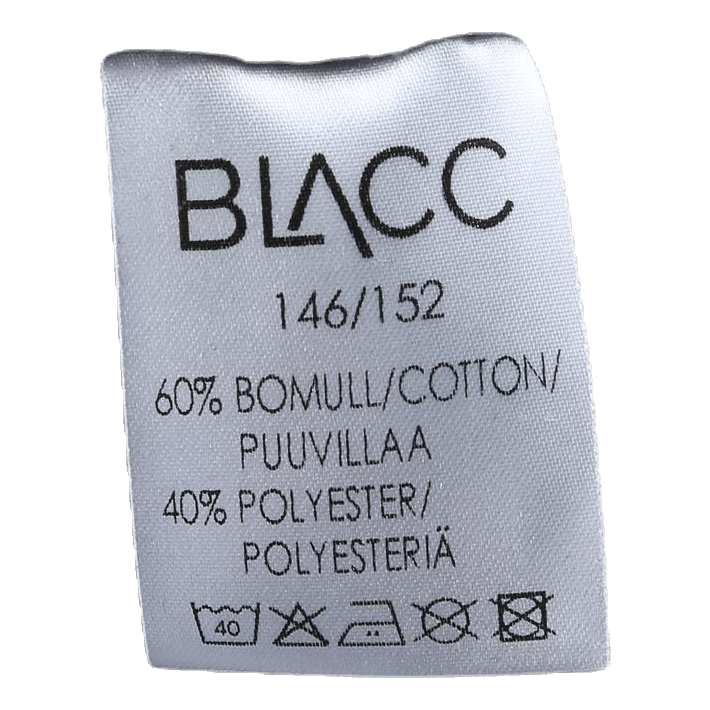 BLACC
146/152
60% BOMULL/COTTON/
PUUVILLAA
40% POLYESTER/
POLYESTERIÄ
40